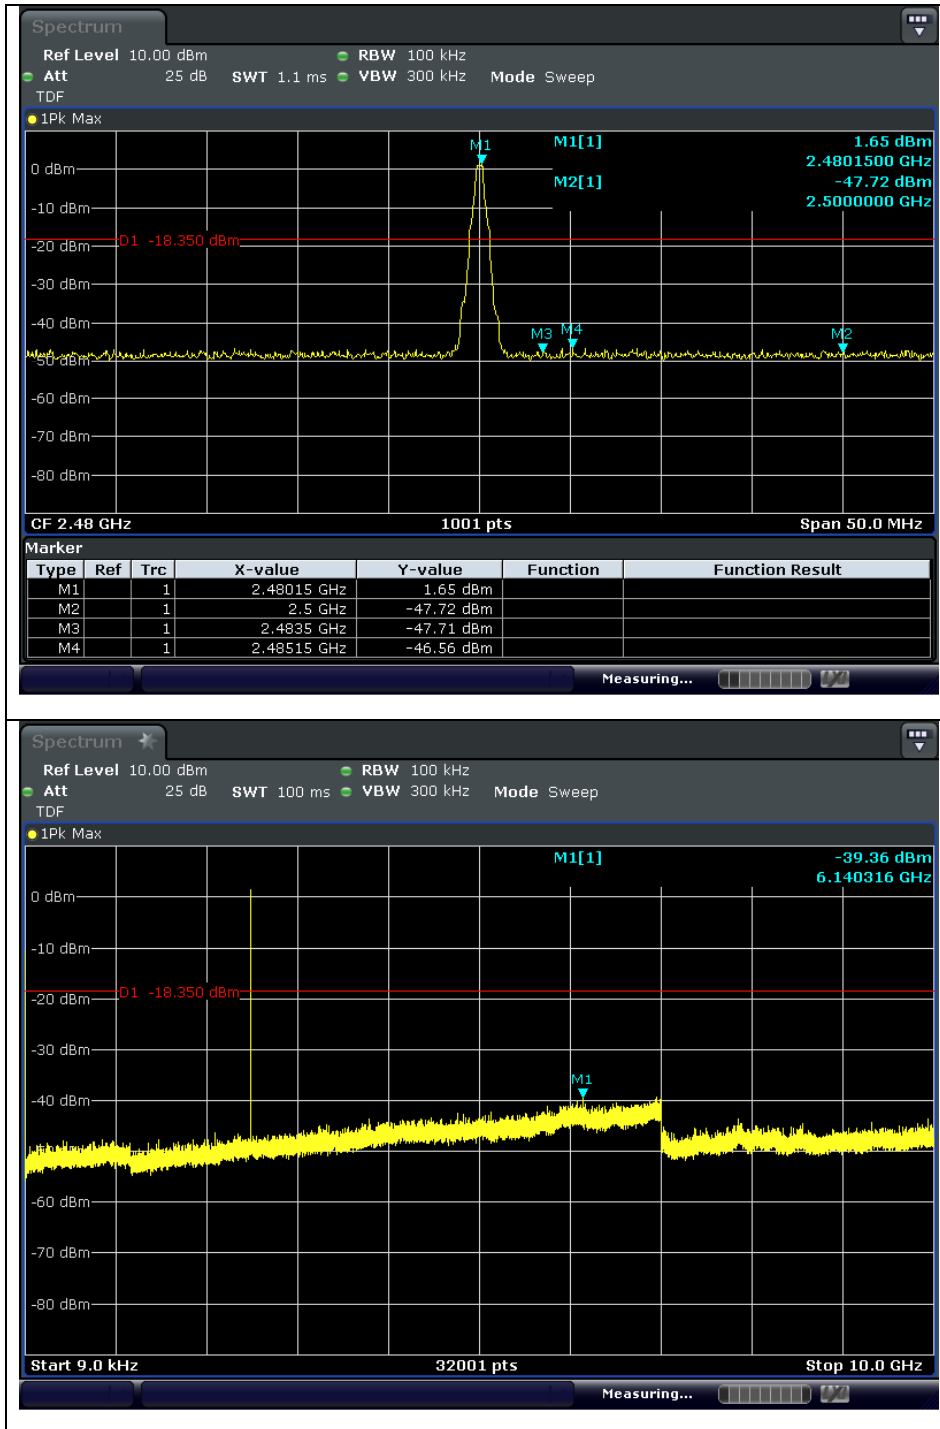 Spectrum
Ref Level 10.00 dBm RBW 100 kHz
Att 25 dB SWT 1.1 ms VBW 300 kHz Mode Sweep
TDF
1Pk Max
M1[1] 1.65 dBm
2.4801500 GHz
M2[1] -47.72 dBm
2.5000000 GHz
M1
0 dBm
-10 dBm
D1 -18.350 dBm
-20 dBm
-30 dBm
-40 dBm
M3 M4 M2
-50 dBm
-60 dBm
-70 dBm
-80 dBm
CF 2.48 GHz 1001 pts Span 50.0 MHz
Marker
Type Ref Trc X-value Y-value Function Function Result
M1 1 2.48015 GHz 1.65 dBm
M2 1 2.5 GHz -47.72 dBm
M3 1 2.4835 GHz -47.71 dBm
M4 1 2.48515 GHz -46.56 dBm
Measuring...
Spectrum
Ref Level 10.00 dBm RBW 100 kHz
Att 25 dB SWT 100 ms VBW 300 kHz Mode Sweep
TDF
1Pk Max
M1[1] -39.36 dBm
6.140316 GHz
0 dBm
-10 dBm
D1 -18.350 dBm
-20 dBm
-30 dBm
M1
-40 dBm
-60 dBm
-70 dBm
-80 dBm
Start 9.0 kHz 32001 pts Stop 10.0 GHz
Measuring...